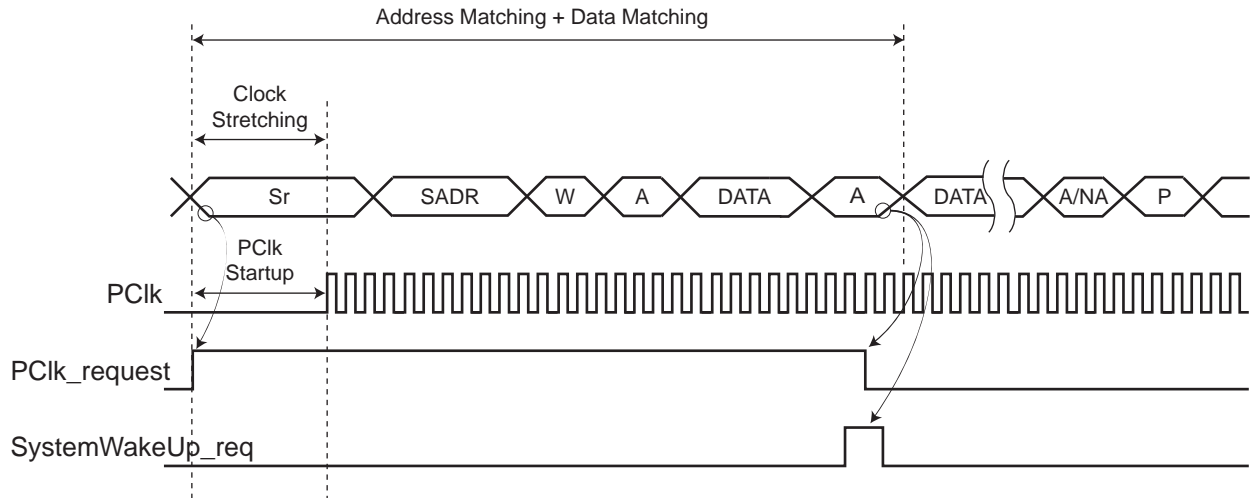 Address Matching + Data Matching
Clock
Stretching
Sr SADR W A DATA A DATA A/NA P
PClk
Startup
PClk
PClk_request
SystemWakeUp_req